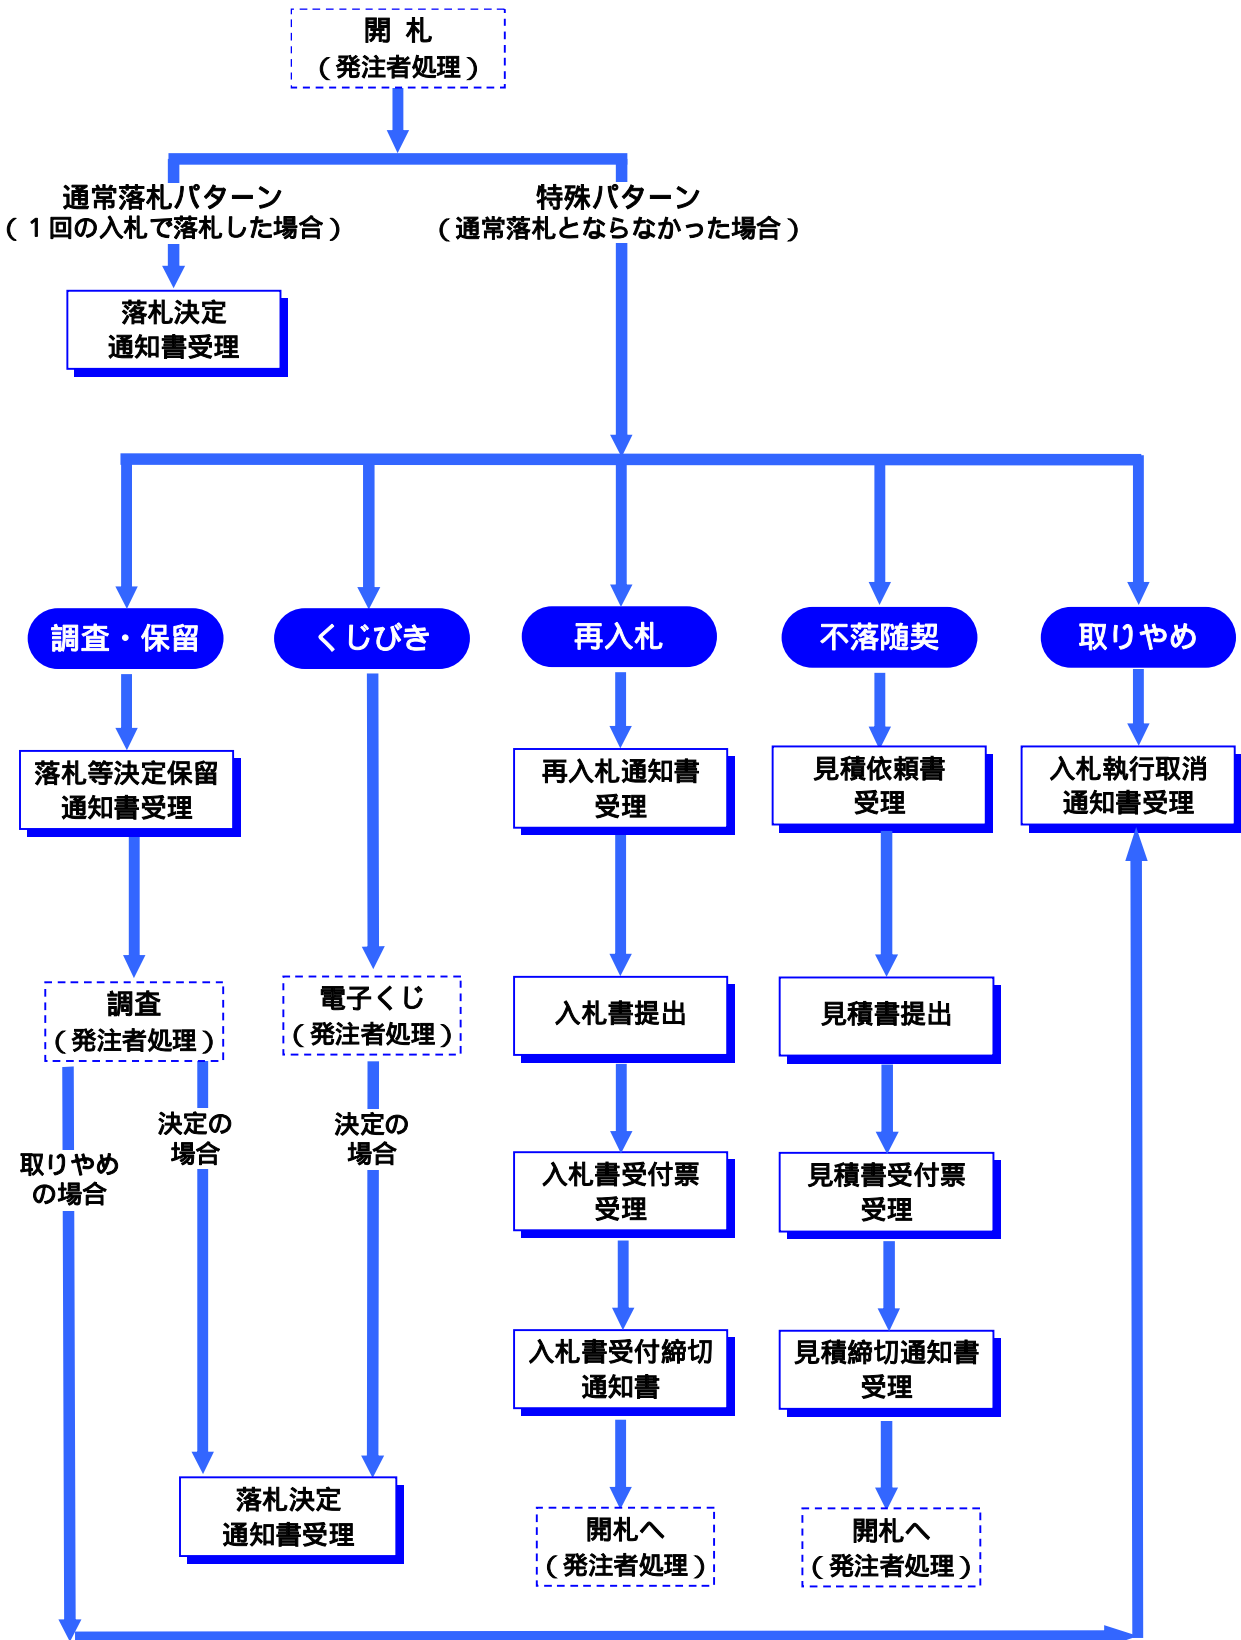 開 札
（発注者処理）
通常落札パターン
（１回の入札で落札した場合）
特殊パターン
（通常落札とならなかった場合）
落札決定
通知書受理
調査・保留
くじびき
再入札
不落随契
取りやめ
落札等決定保留
通知書受理
再入札通知書
受理
見積依頼書
受理
入札執行取消
通知書受理
調査
（発注者処理）
電子くじ
（発注者処理）
入札書提出
見積書提出
取りやめ
の場合
決定の
場合
決定の
場合
入札書受付票
受理
見積書受付票
受理
入札書受付締切
通知書
見積締切通知書
受理
落札決定
通知書受理
開札へ
（発注者処理）
開札へ
（発注者処理）